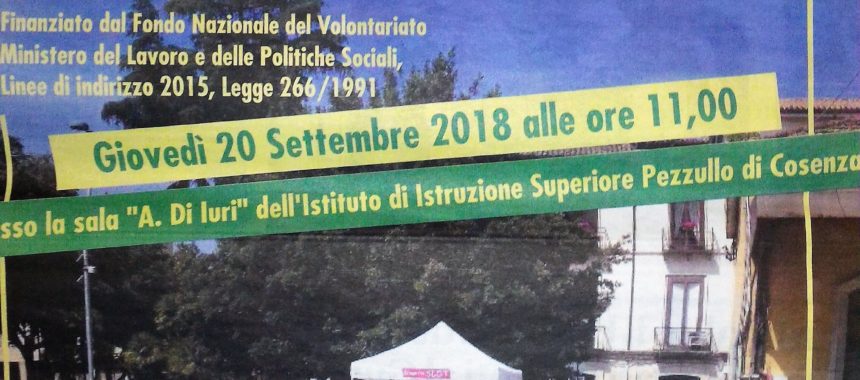 Finanziato dal Fondo Nazionale del Volontariato
Ministero del Lavoro e delle Politiche Sociali,
Linee di indirizzo 2015, Legge 266/1991
Giovedì 20 Settembre 2018 alle ore 11,00
sso la sala "A. Di Iuri" dell'Istituto di Istruzione Superiore Pezzullo di Cosenza
SLOT